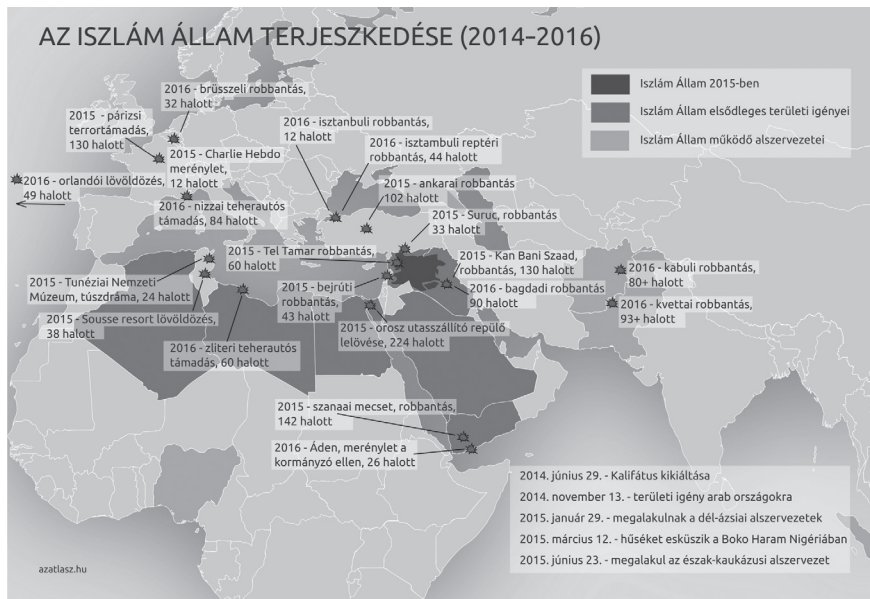 AZ ISZLÁM ÁLLAM TERJESZKEDÉSE (2014–2016)
Iszlám Állam 2015-ben
Iszlám Állam elsődleges területi igényei
Iszlám Állam működő alszervezetei
2016 - brüsszeli robbantás,
32 halott
2015 - párizsi
terrortámadás,
130 halott
2015 - Charlie Hebdo
merénylet,
12 halott
2016 - orlandói lövöldözés,
49 halott
2016 - nizzai teherautós
támadás, 84 halott
2016 - isztanbuli robbantás,
12 halott
2016 - isztambuli reptéri
robbantás, 44 halott
2015 - ankarai robbantás
102 halott
2015 - Suruc, robbantás
33 halott
2015 - Tel Tamar robbantás,
60 halott
2015 - Kan Bani Szaad,
robbantás, 130 halott
2016 - bagdadi robbantás
90 halott
2016 - kabuli robbantás,
80+ halott
2016 - kvettai robbantás,
93+ halott
2015 - Tunéziai Nemzeti
Múzeum, túszdráma, 24 halott
2015 - bejrúti
robbantás,
43 halott
2015 - Sousse resort lövöldözés,
38 halott
2015 - orosz utasszállító repülő
lelövése, 224 halott
2016 - zliteri teherautós
támadás, 60 halott
2015 - szanaai mecset, robbantás,
142 halott
2016 - Áden, merénylet a
kormányzó ellen, 26 halott
2014. június 29. - Kalifátus kikiáltása
2014. november 13. - területi igény arab országokra
2015. január 29. - megalakulnak a dél-ázsiai alszervezetek
2015. március 12. - hűséket esküszik a Boko Haram Nigériában
2015. június 23. - megalakul az észak-kaukázusi alszervezet
azatlasz.hu